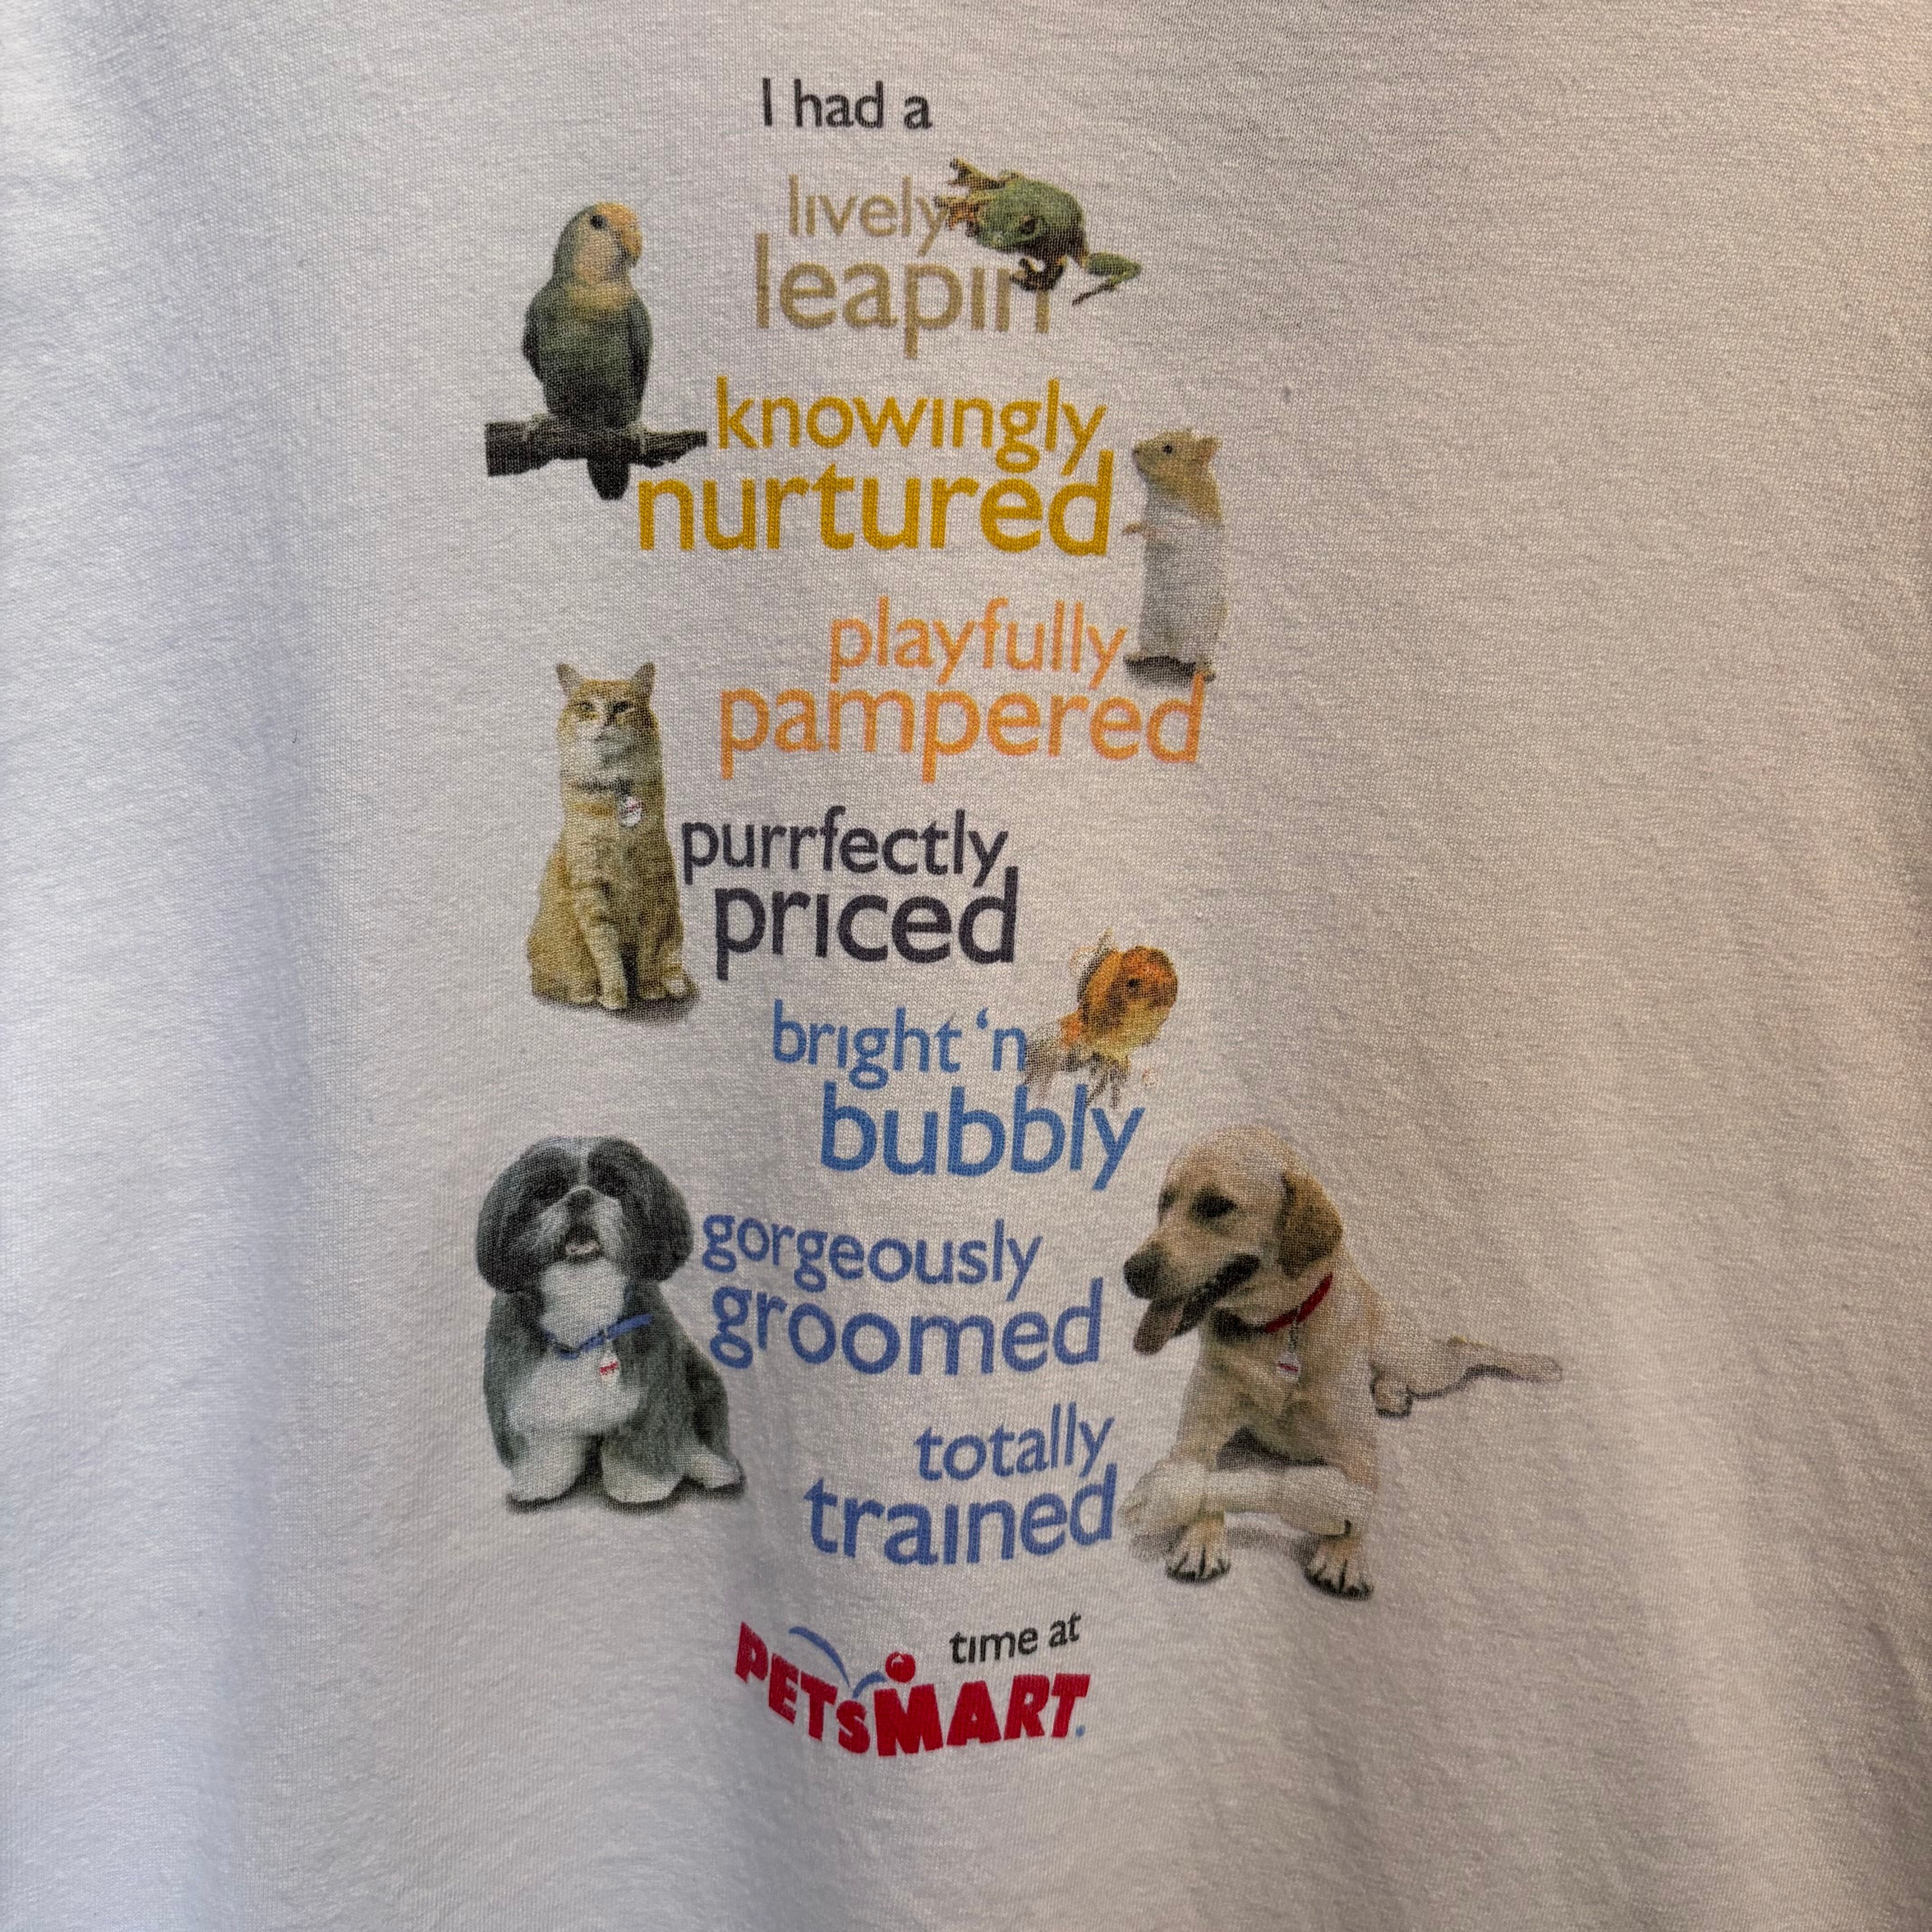 I had a
lively
leapin'
knowingly
nurtured
playfully
pampered
purrfectly
priced
bright 'n
bubbly
gorgeously
groomed
totally
trained
time at
PETSMART®